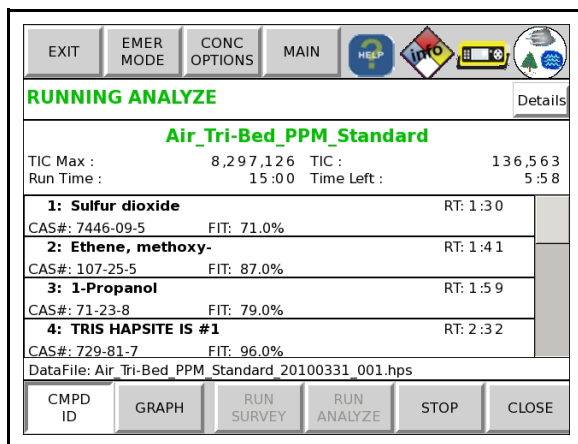 EXIT
EMER
MODE
CONC
OPTIONS
MAIN
HELP
info
RUNNING ANALYZE
Details
Air_Tri-Bed_PPM_Standard
TIC Max : 8,297,126 TIC : 136,563
Run Time : 15:00 Time Left : 5:58
1: Sulfur dioxide RT: 1:30
CAS#: 7446-09-5 FIT: 71.0%
2: Ethene, methoxy- RT: 1:41
CAS#: 107-25-5 FIT: 87.0%
3: 1-Propanol RT: 1:59
CAS#: 71-23-8 FIT: 79.0%
4: TRIS HAPSITE IS #1 RT: 2:32
CAS#: 729-81-7 FIT: 96.0%
DataFile: Air_Tri-Bed_PPM_Standard_20100331_001.hps
CMPD
ID
GRAPH
RUN
SURVEY
RUN
ANALYZE
STOP
CLOSE